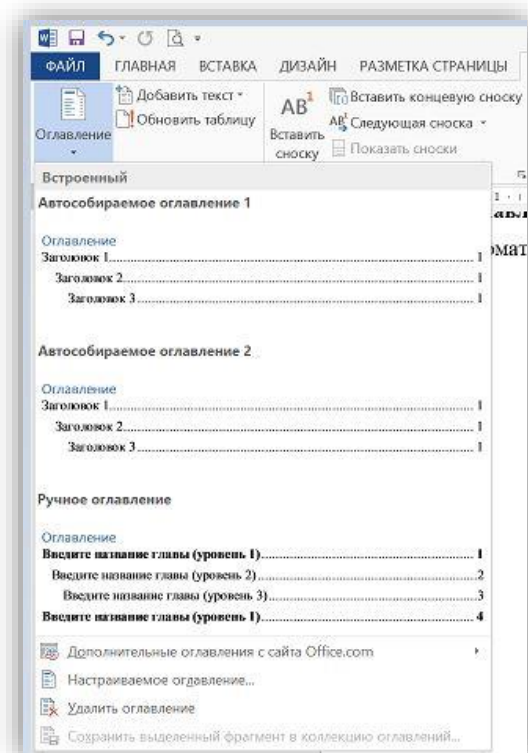 ФАЙЛ ГЛАВНАЯ ВСТАВКА ДИЗАЙН РАЗМЕТКА СТРАНИЦЫ
Оглавление
Добавить текст
Обновить таблицу
AB1
Вставить
сноску
Вставить концевую сноску
Следующая сноска
Показать сноски
Встроенный
Автособираемое оглавление 1
Оглавление
Заголовок 1 1
Заголовок 2 1
Заголовок 3 1
Автособираемое оглавление 2
Оглавление
Заголовок 1 1
Заголовок 2 1
Заголовок 3 1
Ручное оглавление
Оглавление
Введите название главы (уровень 1) 1
Введите название главы (уровень 2) 2
Введите название главы (уровень 3) 3
Введите название главы (уровень 1) 4
Дополнительные оглавления с сайта Office.com
Настраиваемое оглавление...
Удалить оглавление
Сохранить выделенный фрагмент в коллекцию оглавлений...